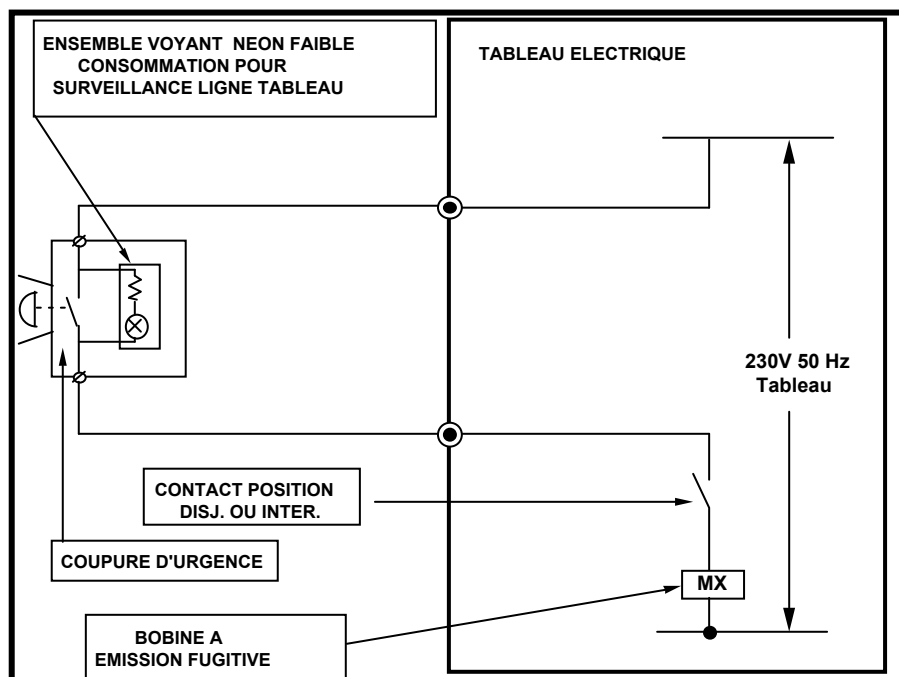 ENSEMBLE VOYANT NEON FAIBLE
CONSOMMATION POUR
SURVEILLANCE LIGNE TABLEAU
TABLEAU ELECTRIQUE
230V 50 Hz
Tableau
CONTACT POSITION
DISJ. OU INTER.
COUPURE D'URGENCE
MX
BOBINE A
EMISSION FUGITIVE